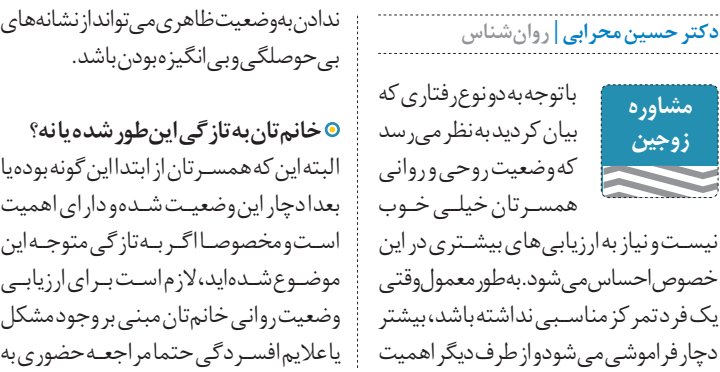 دکتر حسین محرابی | روان‌شناس
مشاوره
زوجین
باتوجه به دو نوع رفتاری که
بیان کردید به نظر می رسد
که وضعیت روحی و روانی
همسرتان خیلی خوب
نیست و نیاز به ارزیابی های بیشتری در این
خصوص احساس می شود. به طور معمول وقتی
یک فرد تمرکز مناسبی نداشته باشد، بیشتر
دچار فراموشی می شود و از طرف دیگر اهمیت
ندادن به وضعیت ظاهری می تواند از نشانه های
بی حوصلگی و بی انگیزه بودن باشد.
خانم تان به تازگی این طور شده یا نه؟
البته این که همسرتان از ابتدا این گونه بوده یا
بعدا دچار این وضعیت شده و دارای اهمیت
است و مخصوصا اگر به تازگی متوجه این
موضوع شده اید، لازم است برای ارزیابی
وضعیت روانی خانم تان مبنی بر وجود مشکل
یا علایم افسردگی حتما مراجعه حضوری به